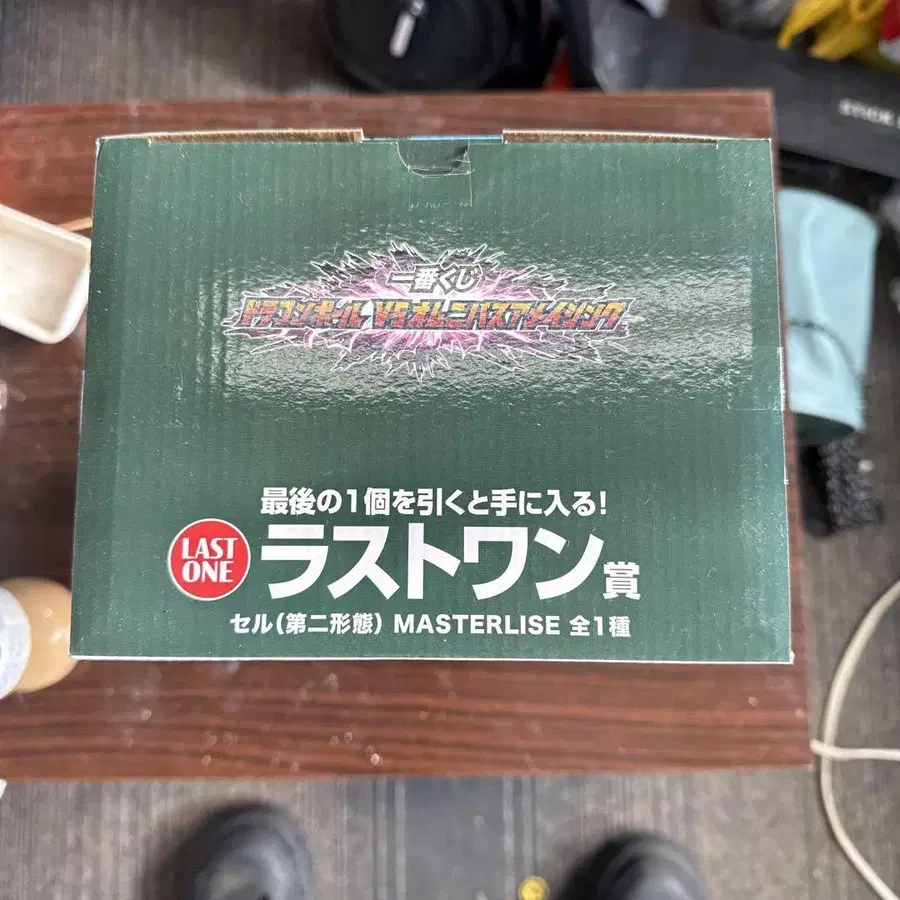 一番くじ
ドラゴンボール VSオムニバスアメイジング
最後の1個を引くと手に入る!
LAST
ONE
ラストワン賞
セル(第二形態) MASTERLISE 全1種